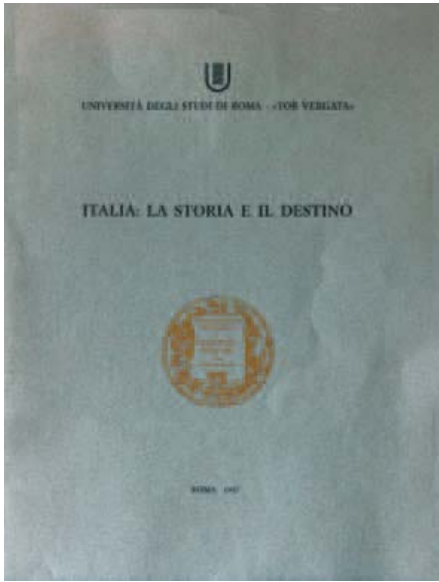 UNIVERSITÀ DEGLI STUDI DI ROMA - «TOR VERGATA»
ITALIA: LA STORIA E IL DESTINO
ROMA